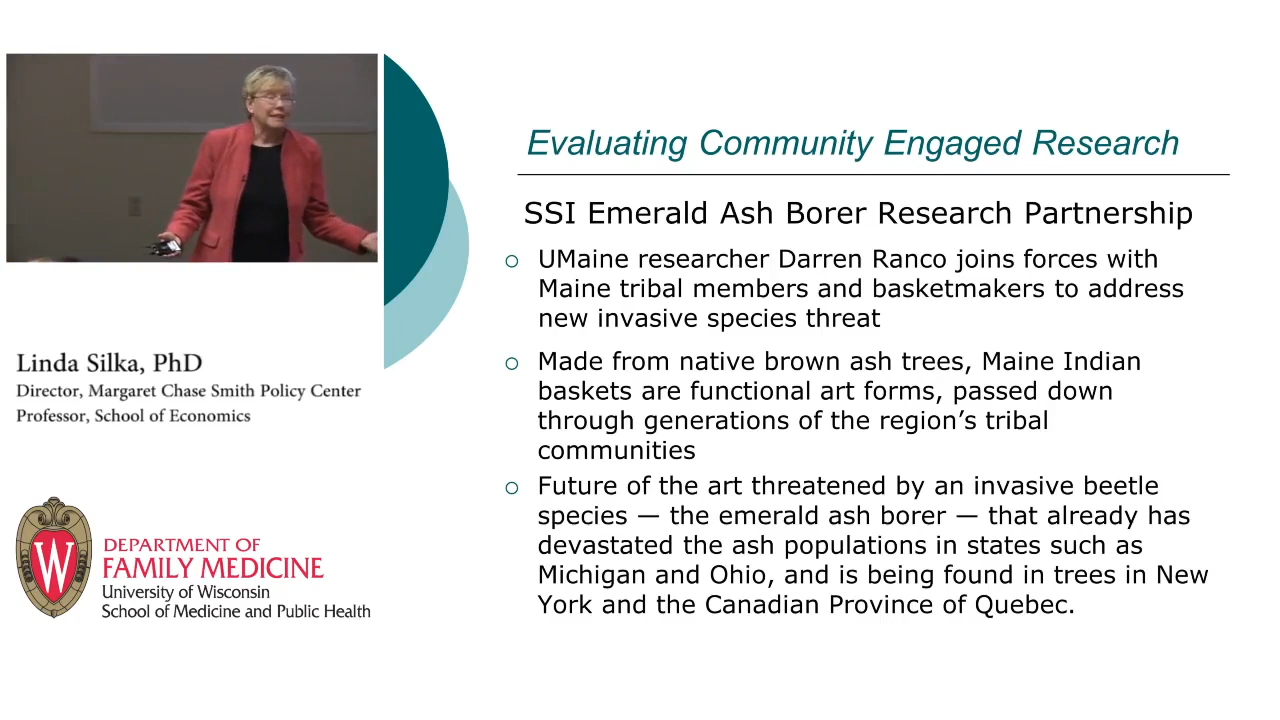 Evaluating Community Engaged Research
SSI Emerald Ash Borer Research Partnership
UMaine researcher Darren Ranco joins forces with
Maine tribal members and basketmakers to address
new invasive species threat
Made from native brown ash trees, Maine Indian
baskets are functional art forms, passed down
through generations of the region’s tribal
communities
Future of the art threatened by an invasive beetle
species — the emerald ash borer — that already has
devastated the ash populations in states such as
Michigan and Ohio, and is being found in trees in New
York and the Canadian Province of Quebec.
Linda Silka, PhD
Director, Margaret Chase Smith Policy Center
Professor, School of Economics
W
DEPARTMENT OF
FAMILY MEDICINE
University of Wisconsin
School of Medicine and Public Health